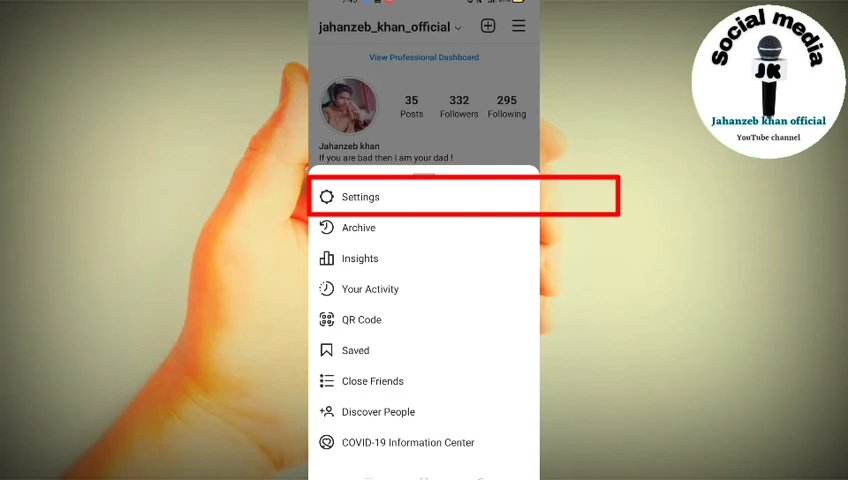 jahanzeb_khan_official
View Professional Dashboard
35 332 295
Posts Followers Following
Jahanzeb khan
If you are bad then I am your dad !
Settings
Archive
Insights
Your Activity
QR Code
Saved
Close Friends
Discover People
COVID-19 Information Center
Social media
JK
Jahanzeb khan official
YouTube channel